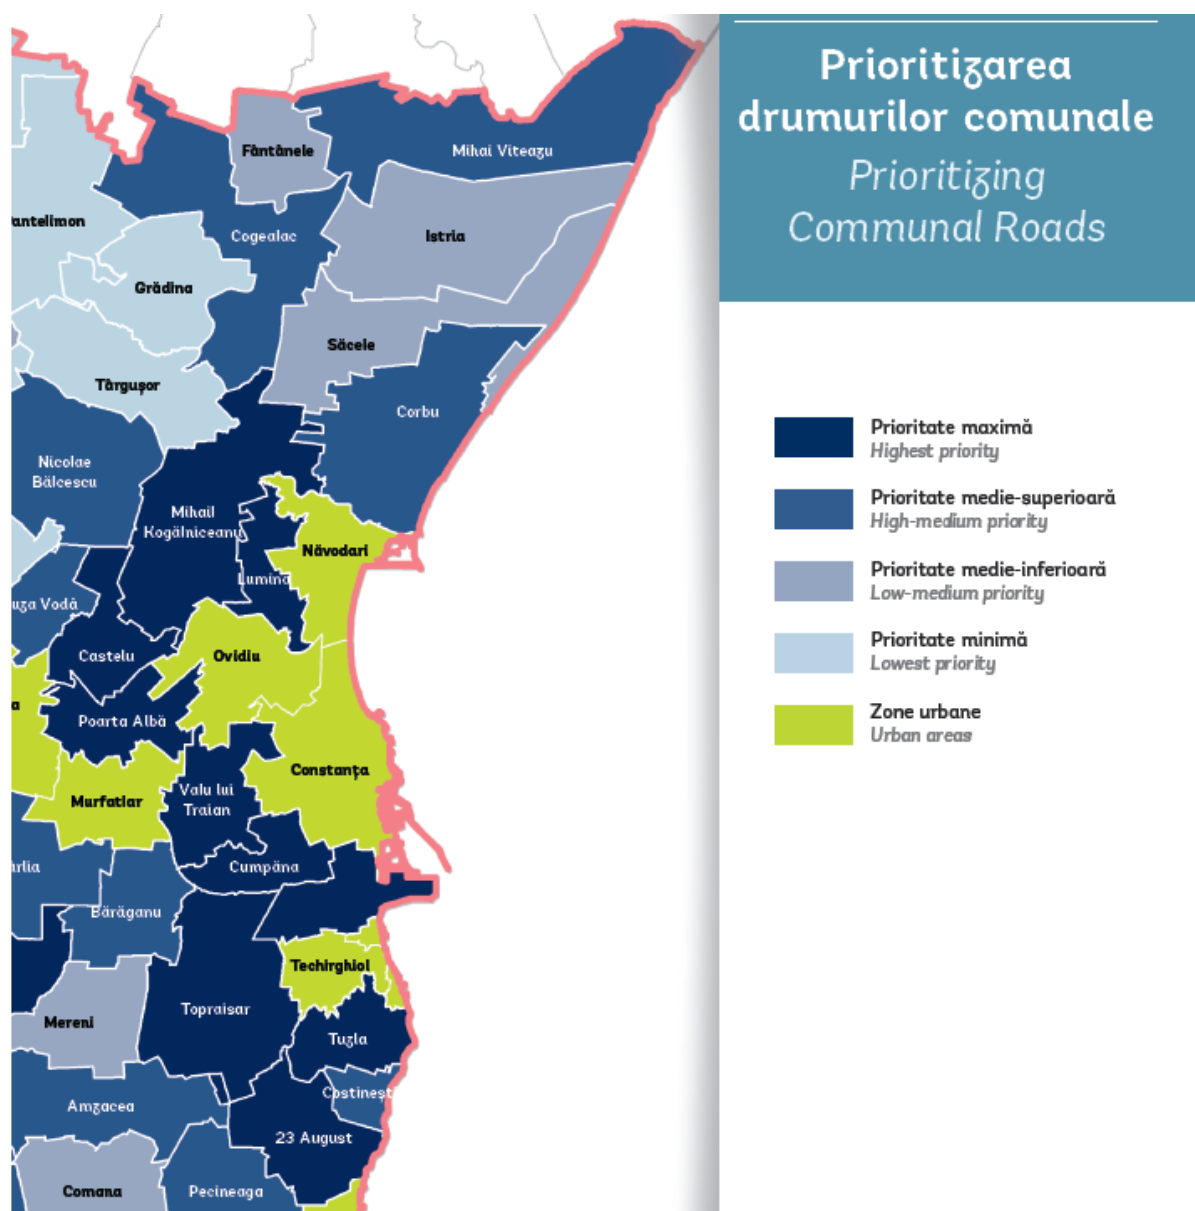 Prioritizarea
drumurilor comunale
Prioritizing
Communal Roads
Prioritate maximă
Highest priority
Prioritate medie-superioară
High-medium priority
Prioritate medie-inferioară
Low-medium priority
Prioritate minimă
Lowest priority
Zone urbane
Urban areas
Fântânele
Mihai Viteazu
antelimon
Cogealac
Istria
Grădina
Săcele
Târgușor
Corbu
Nicolae
Bălcescu
Mihail
Kogălniceanu
Năvodari
Lumina
uza Vodă
Castelu
Ovidiu
a
Poarta Albă
Constanța
Valu lui
Traian
Murfatlar
Cumpăna
ârlia
Bărăganu
Techirghiol
Topraisar
Mereni
Tuzla
Costinești
Amzacea
23 August
Comana
Pecineaga